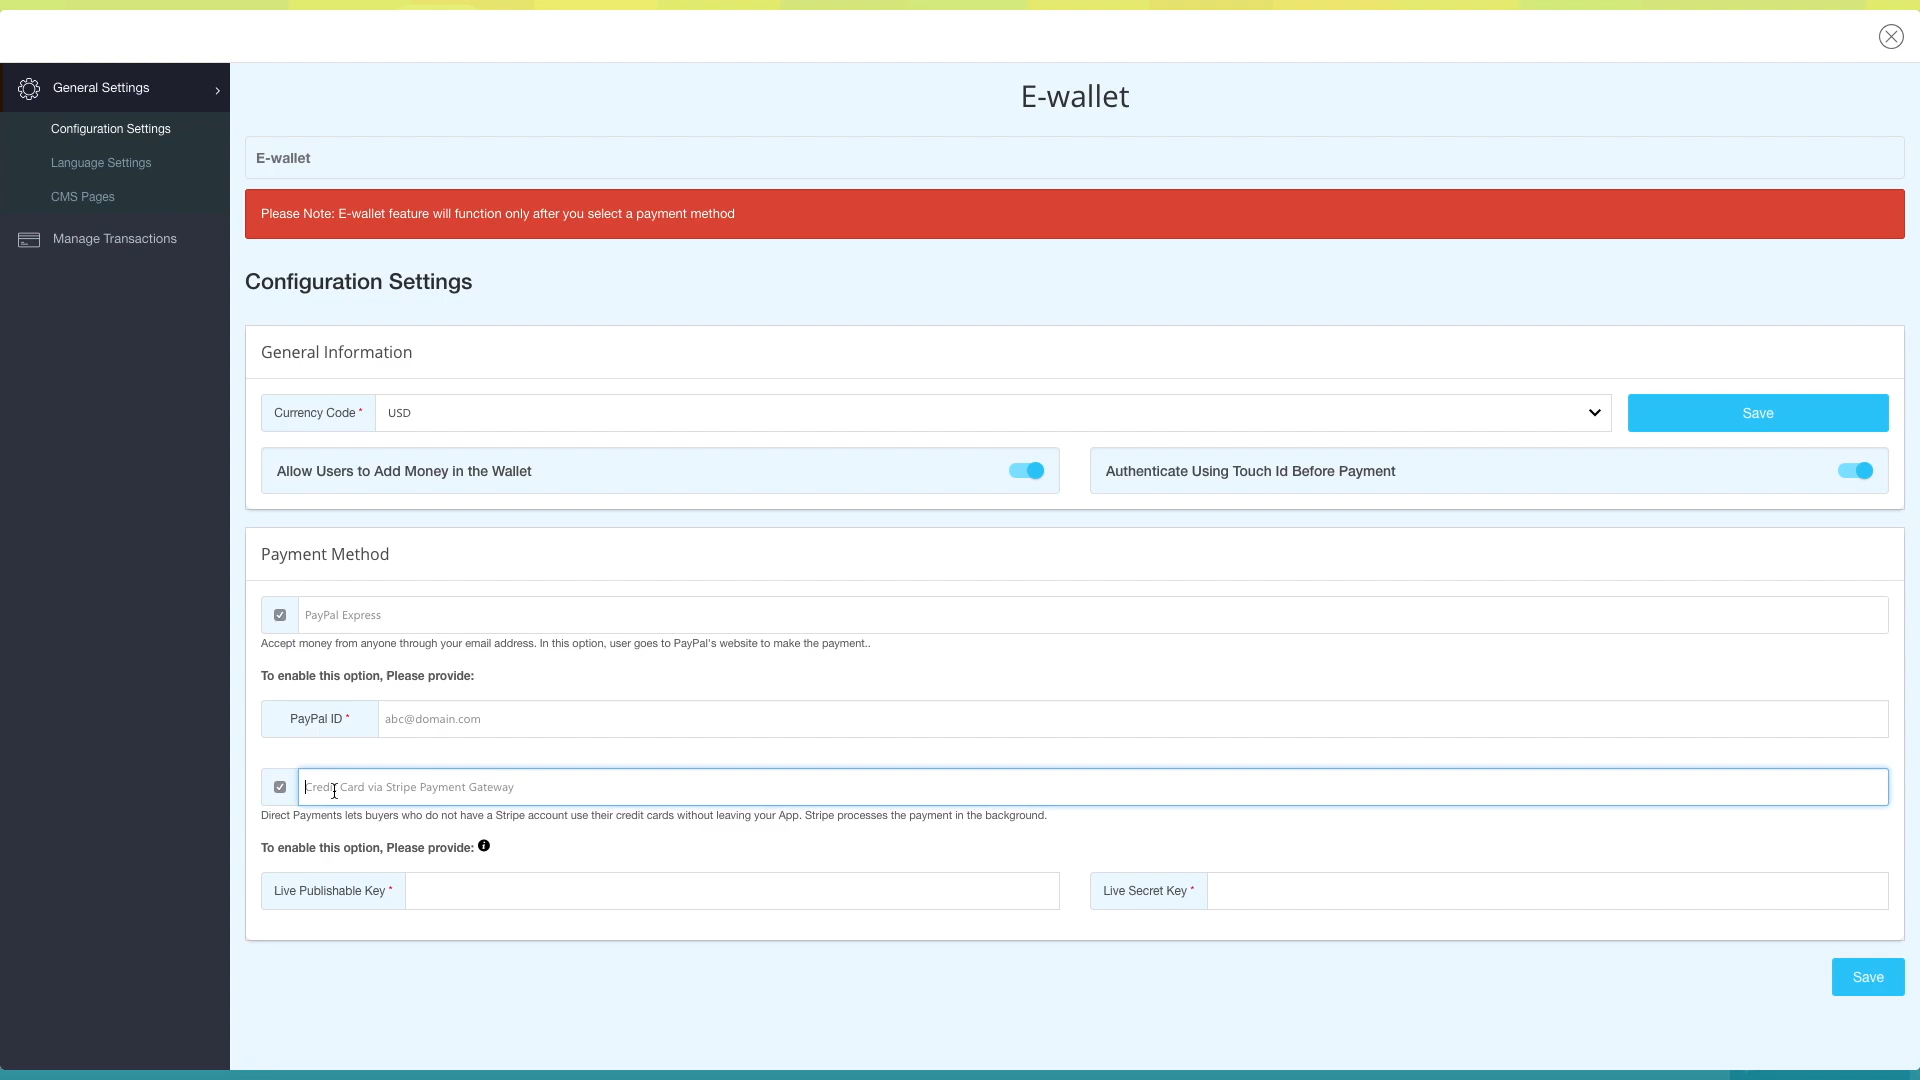 General Settings
Configuration Settings
Language Settings
CMS Pages
Manage Transactions
E-wallet
E-wallet
Please Note: E-wallet feature will function only after you select a payment method
Configuration Settings
General Information
Currency Code * USD
Save
Allow Users to Add Money in the Wallet
Authenticate Using Touch Id Before Payment
Payment Method
PayPal Express
Accept money from anyone through your email address. In this option, user goes to PayPal's website to make the payment..
To enable this option, Please provide:
PayPal ID * abc@domain.com
Credit Card via Stripe Payment Gateway
Direct Payments lets buyers who do not have a Stripe account use their credit cards without leaving your App. Stripe processes the payment in the background.
To enable this option, Please provide:
Live Publishable Key *
Live Secret Key *
Save